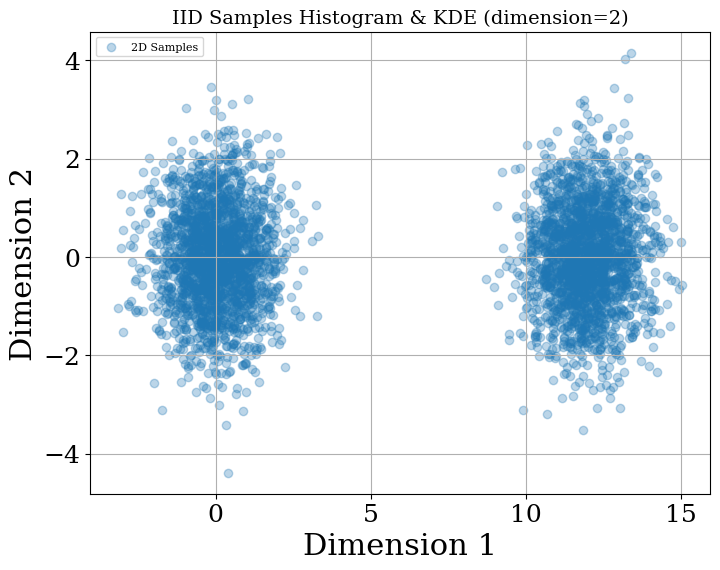 IID Samples Histogram & KDE (dimension=2)
2D Samples
4
2
0
−2
−4
Dimension 2
0 5 10 15
Dimension 1